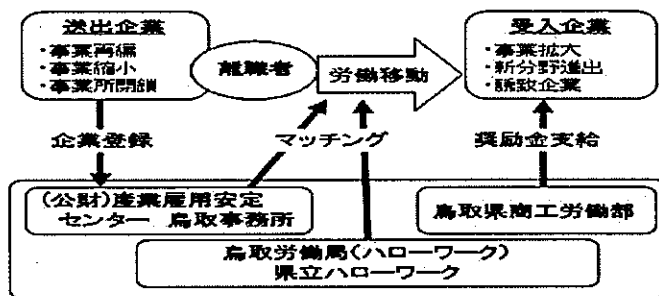 送出企業
・事業再編
・事業縮小
・事業所閉鎖
離職者
労働移動
受入企業
・事業拡大
・新分野進出
・誘致企業
企業登録
マッチング
奨励金支給
(公財)産業雇用安定
センター 鳥取事務所
鳥取県商工労働部
鳥取労働局(ハローワーク)
県立ハローワーク